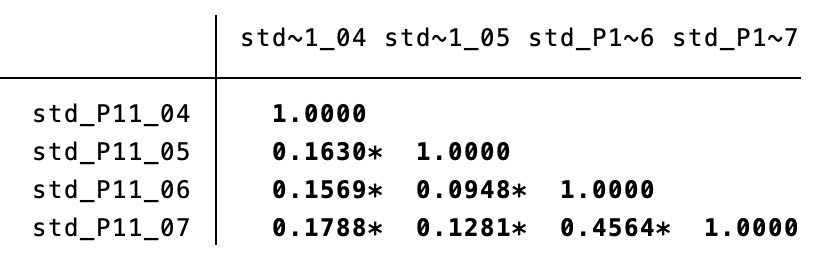 std~1_04 std~1_05 std_P1~6 std_P1~7
std_P11_04 1.0000
std_P11_05 0.1630* 1.0000
std_P11_06 0.1569* 0.0948* 1.0000
std_P11_07 0.1788* 0.1281* 0.4564* 1.0000